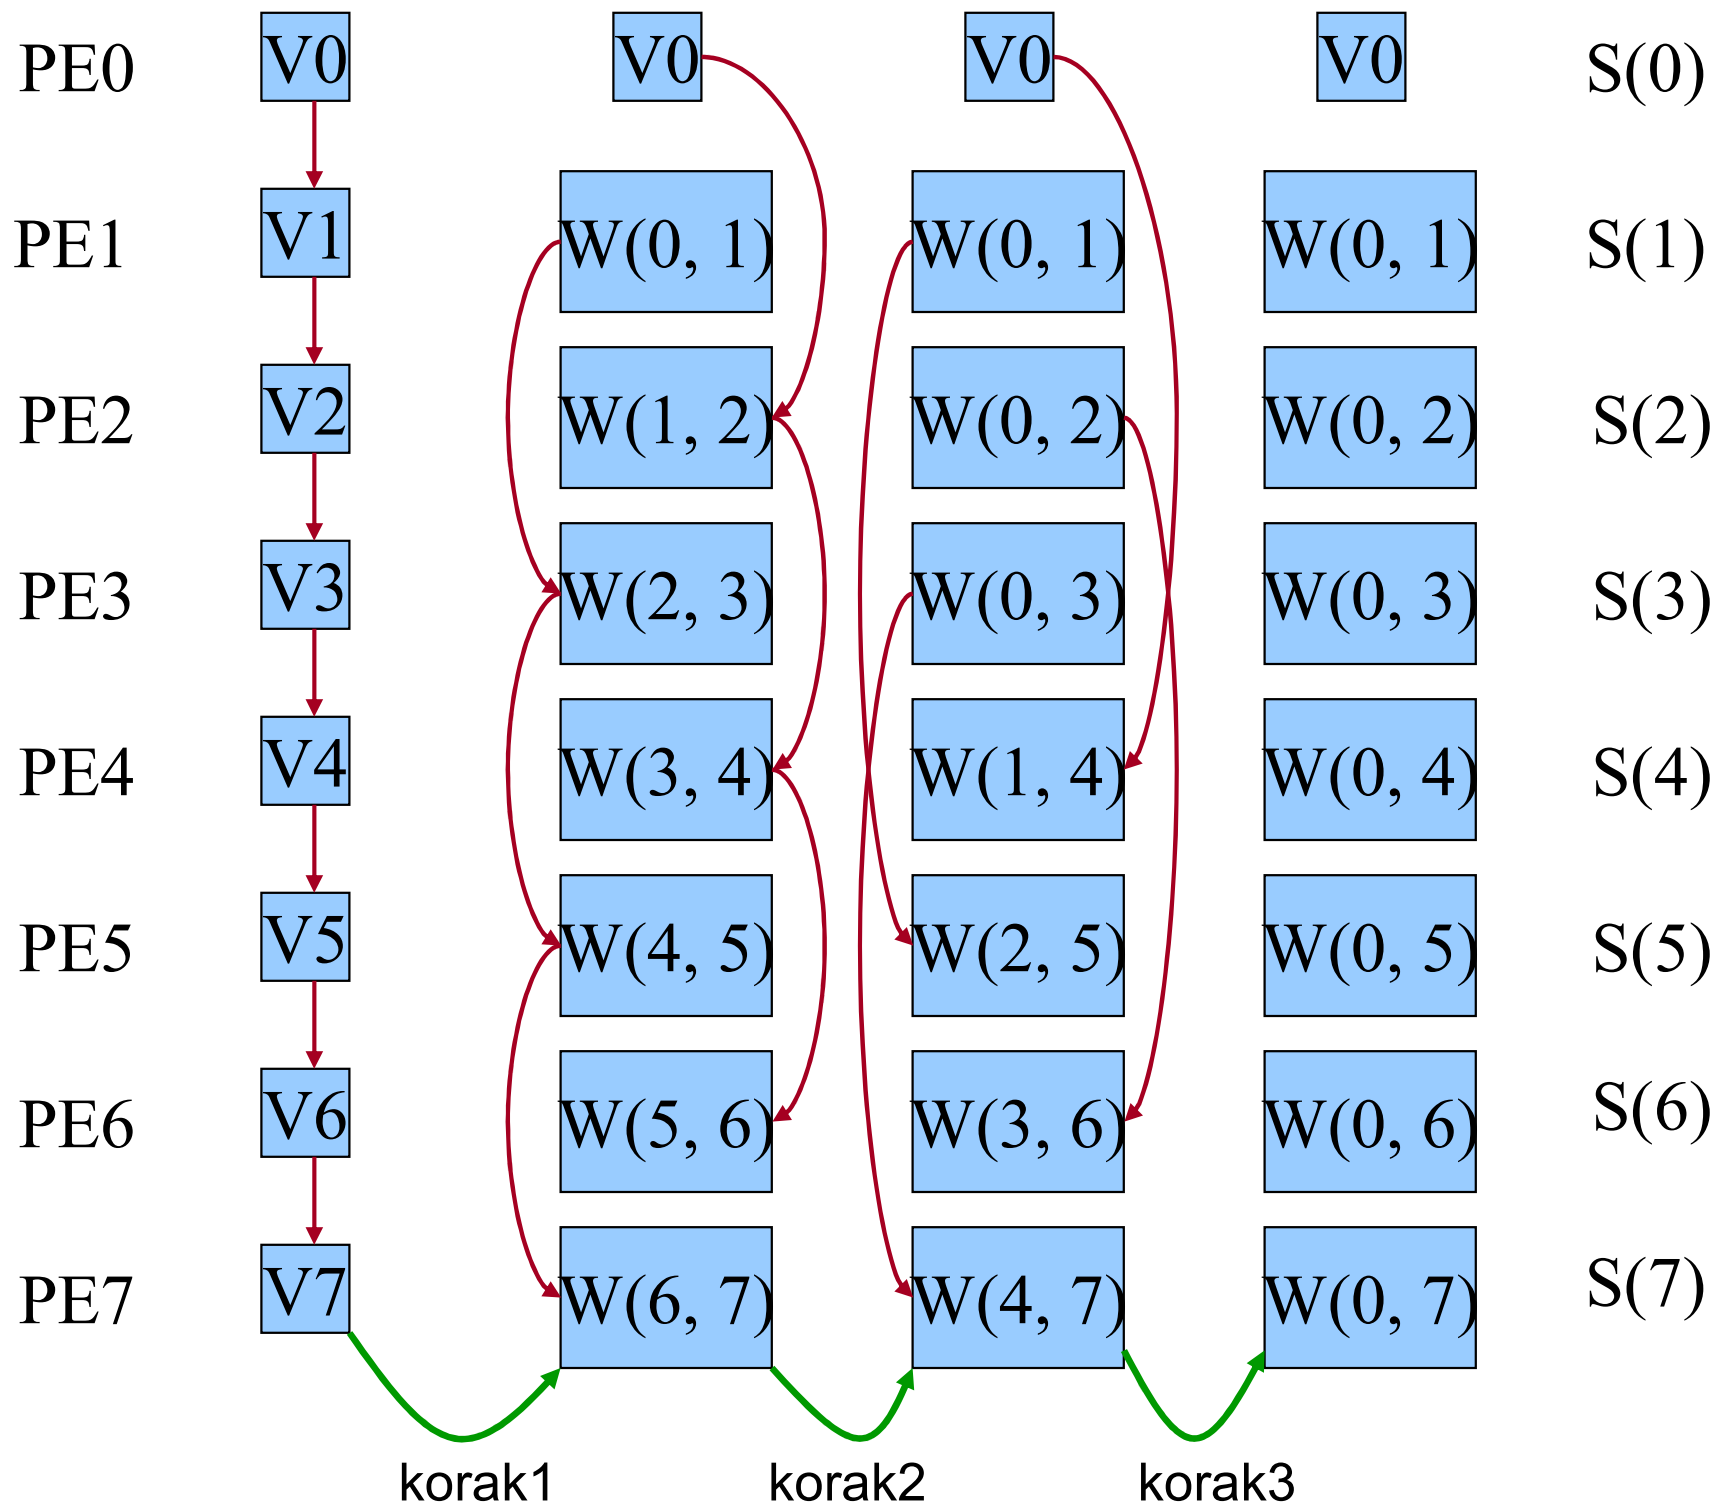 PE0 V0 V0 V0 V0 S(0)
PE1 V1 W(0, 1) W(0, 1) W(0, 1) S(1)
PE2 V2 W(1, 2) W(0, 2) W(0, 2) S(2)
PE3 V3 W(2, 3) W(0, 3) W(0, 3) S(3)
PE4 V4 W(3, 4) W(1, 4) W(0, 4) S(4)
PE5 V5 W(4, 5) W(2, 5) W(0, 5) S(5)
PE6 V6 W(5, 6) W(3, 6) W(0, 6) S(6)
PE7 V7 W(6, 7) W(4, 7) W(0, 7) S(7)
korak1 korak2 korak3